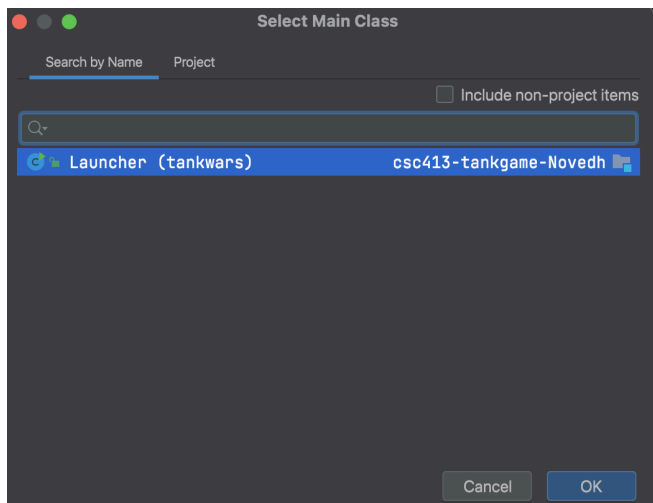 Select Main Class
Search by Name Project
Include non-project items
Launcher (tankwars) csc413-tankgame-Novedh
Cancel OK